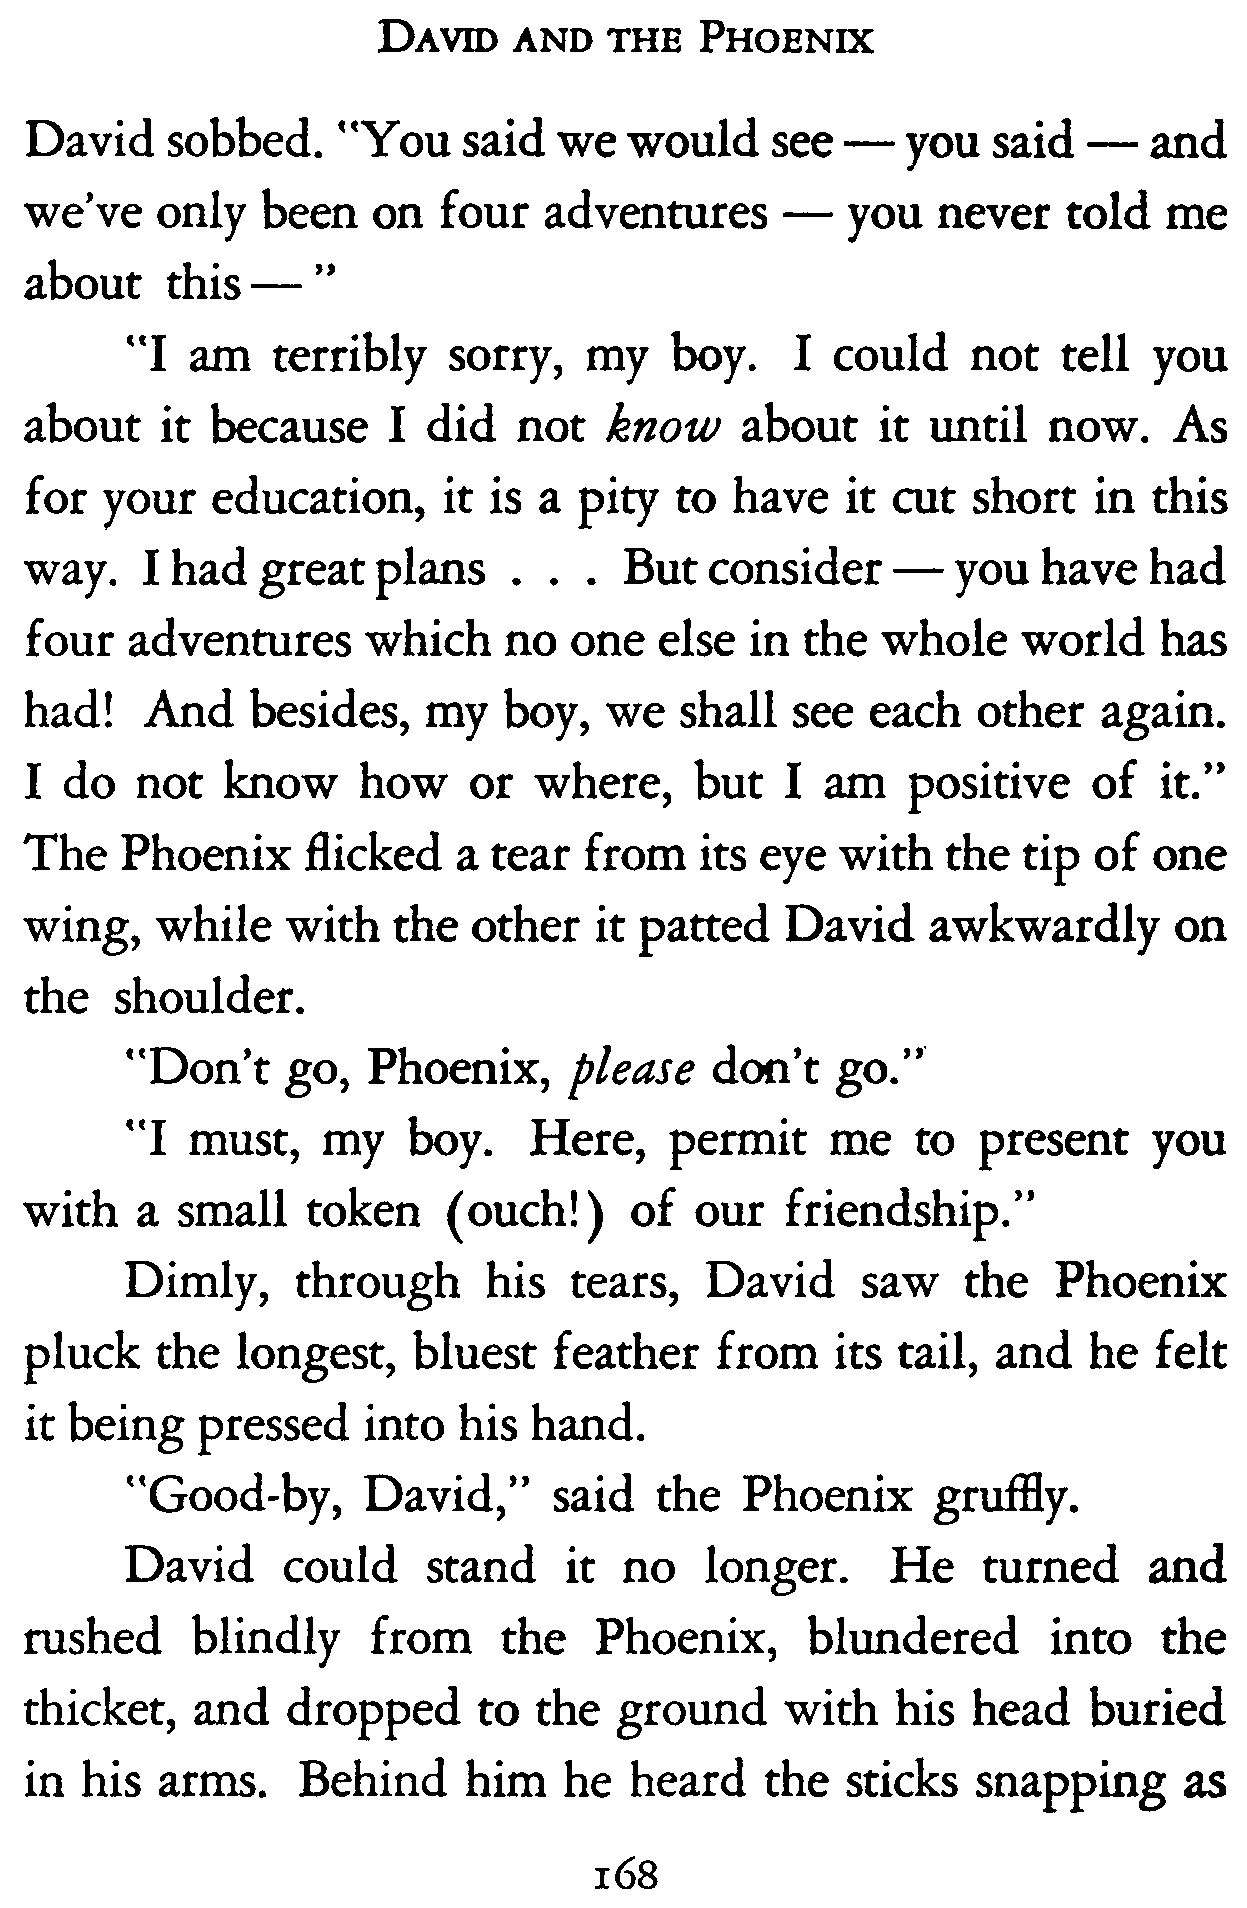 DAVID AND THE PHOENIX
David sobbed. "You said we would see — you said — and
we've only been on four adventures — you never told me
about this — "
"I am terribly sorry, my boy. I could not tell you
about it because I did not know about it until now. As
for your education, it is a pity to have it cut short in this
way. I had great plans . . . But consider — you have had
four adventures which no one else in the whole world has
had! And besides, my boy, we shall see each other again.
I do not know how or where, but I am positive of it."
The Phoenix flicked a tear from its eye with the tip of one
wing, while with the other it patted David awkwardly on
the shoulder.
"Don't go, Phoenix, please don't go."
"I must, my boy. Here, permit me to present you
with a small token (ouch!) of our friendship."
Dimly, through his tears, David saw the Phoenix
pluck the longest, bluest feather from its tail, and he felt
it being pressed into his hand.
"Good-by, David," said the Phoenix gruffly.
David could stand it no longer. He turned and
rushed blindly from the Phoenix, blundered into the
thicket, and dropped to the ground with his head buried
in his arms. Behind him he heard the sticks snapping as
168